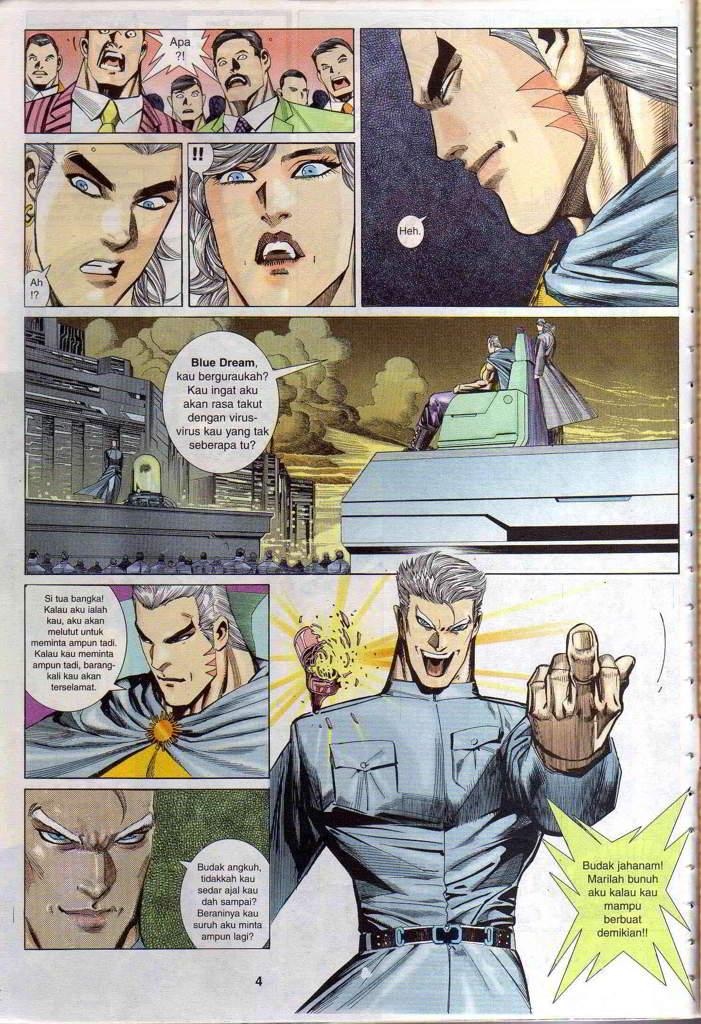 Apa
?!
Heh.
Ah
!?
!!
Blue Dream,
kau berguraukah?
Kau ingat aku
akan rasa takut
dengan virus-
virus kau yang tak
seberapa tu?
Si tua bangka!
Kalau aku ialah
kau, aku akan
melutut untuk
meminta ampun tadi.
Kalau kau meminta
ampun tadi, barang-
kali kau akan
terselamat.
Budak angkuh,
tidakkah kau
sedar ajal kau
dah sampai?
Beraninya kau
suruh aku minta
ampun lagi?
Budak jahanam!
Marilah bunuh
aku kalau kau
mampu
berbuat
demikian!!
4